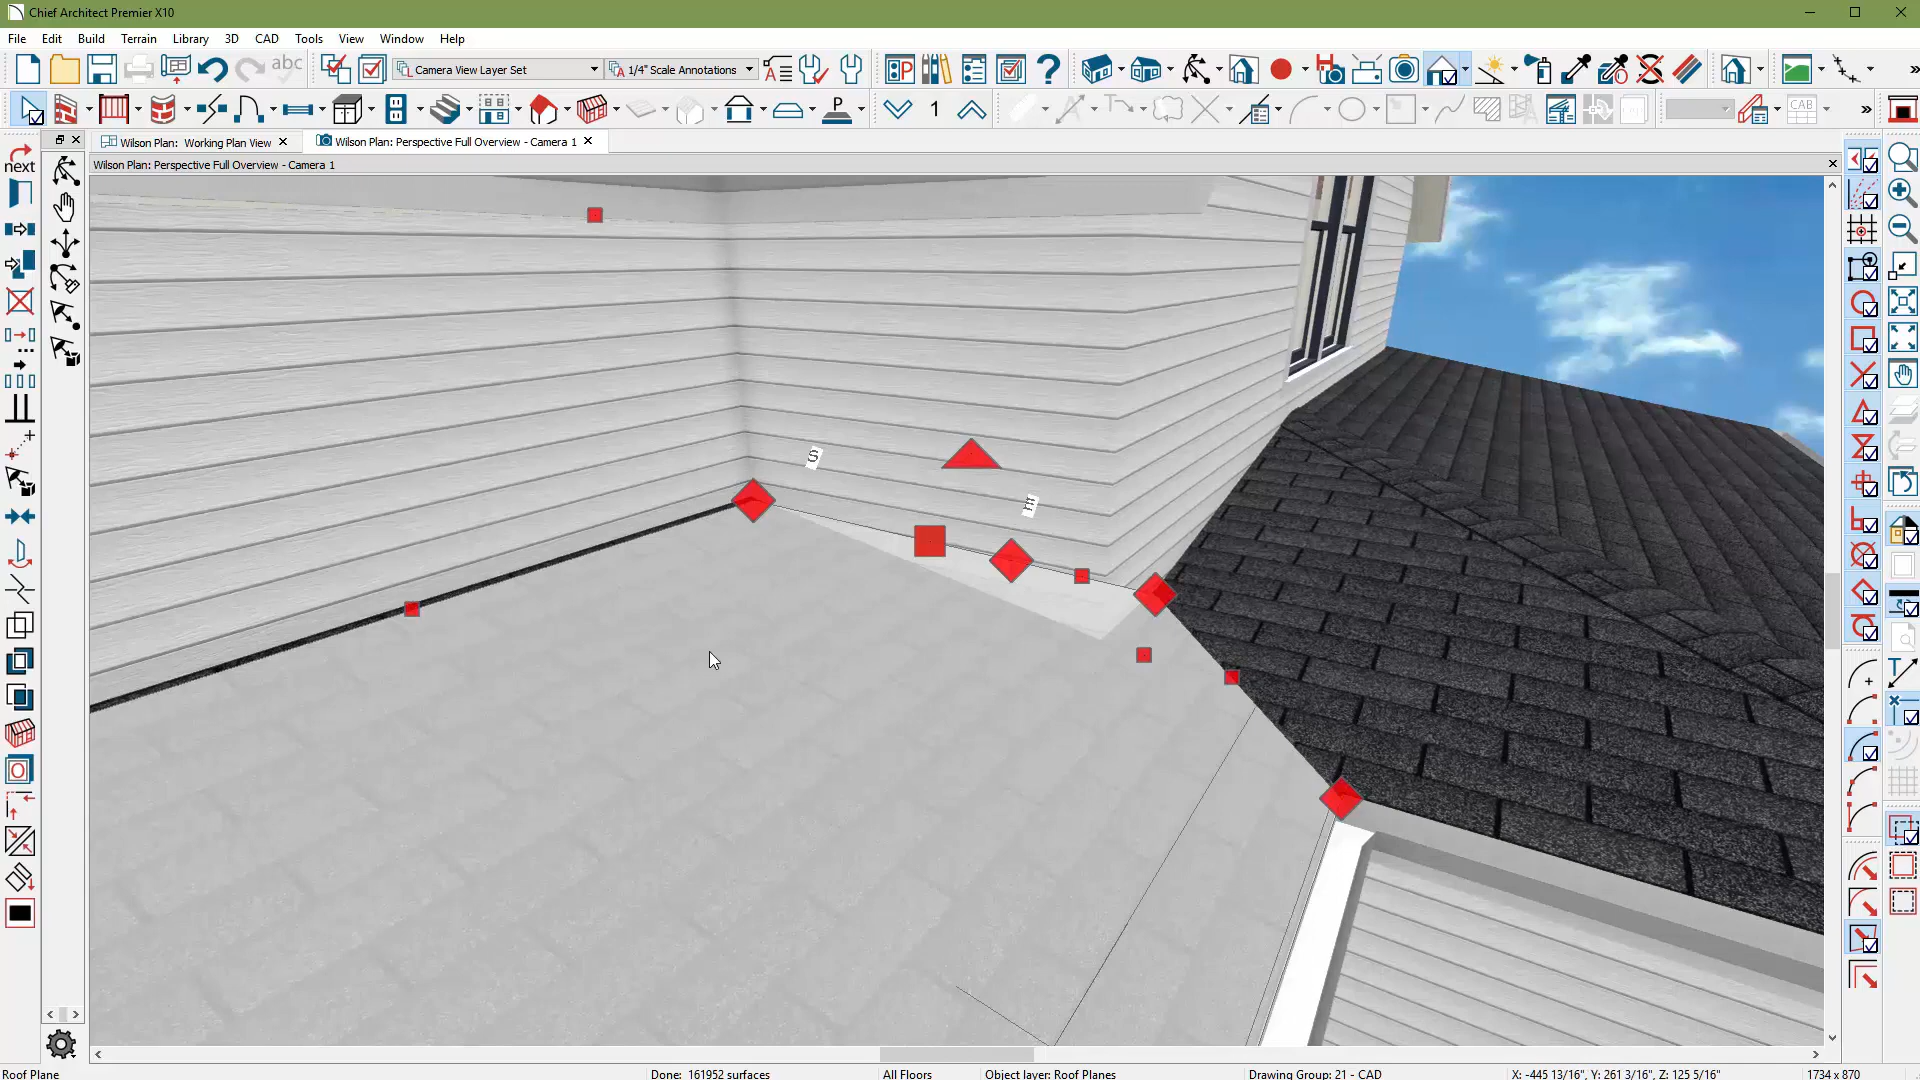 Chief Architect Premier X10
File Edit Build Terrain Library 3D CAD Tools View Window Help
abc Camera View Layer Set 1/4" Scale Annotations
P 1 CAB
next Wilson Plan: Working Plan View Wilson Plan: Perspective Full Overview - Camera 1
Wilson Plan: Perspective Full Overview - Camera 1
S
E
T
Roof Plane Done: 161952 surfaces All Floors Object layer: Roof Planes Drawing Group: 21 - CAD X: -445 13/16", Y: 261 3/16", Z: 125 5/16" 1734 x 870